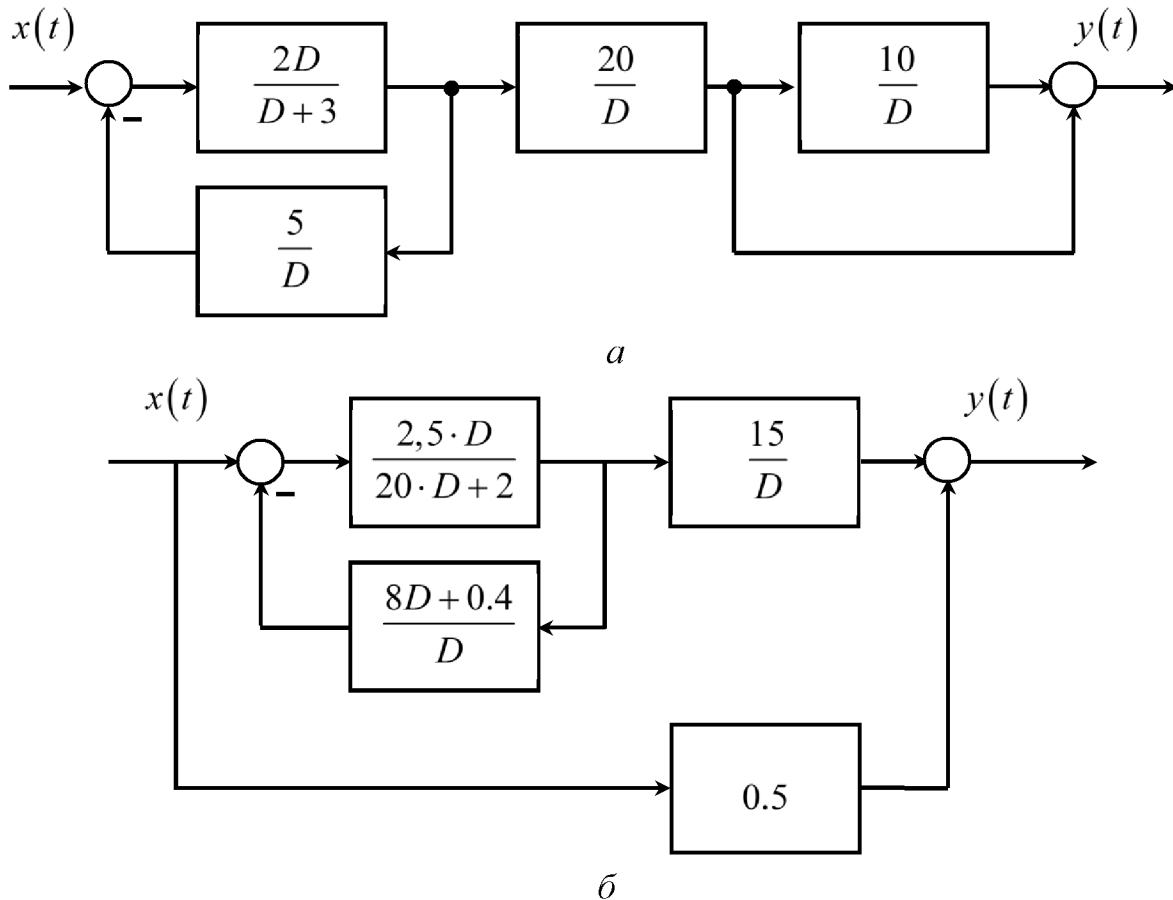 x(t)
y(t)
2D
D + 3
20
D
10
D
5
D
а
x(t)
y(t)
2,5 · D
20 · D + 2
15
D
8D + 0.4
D
0.5
б